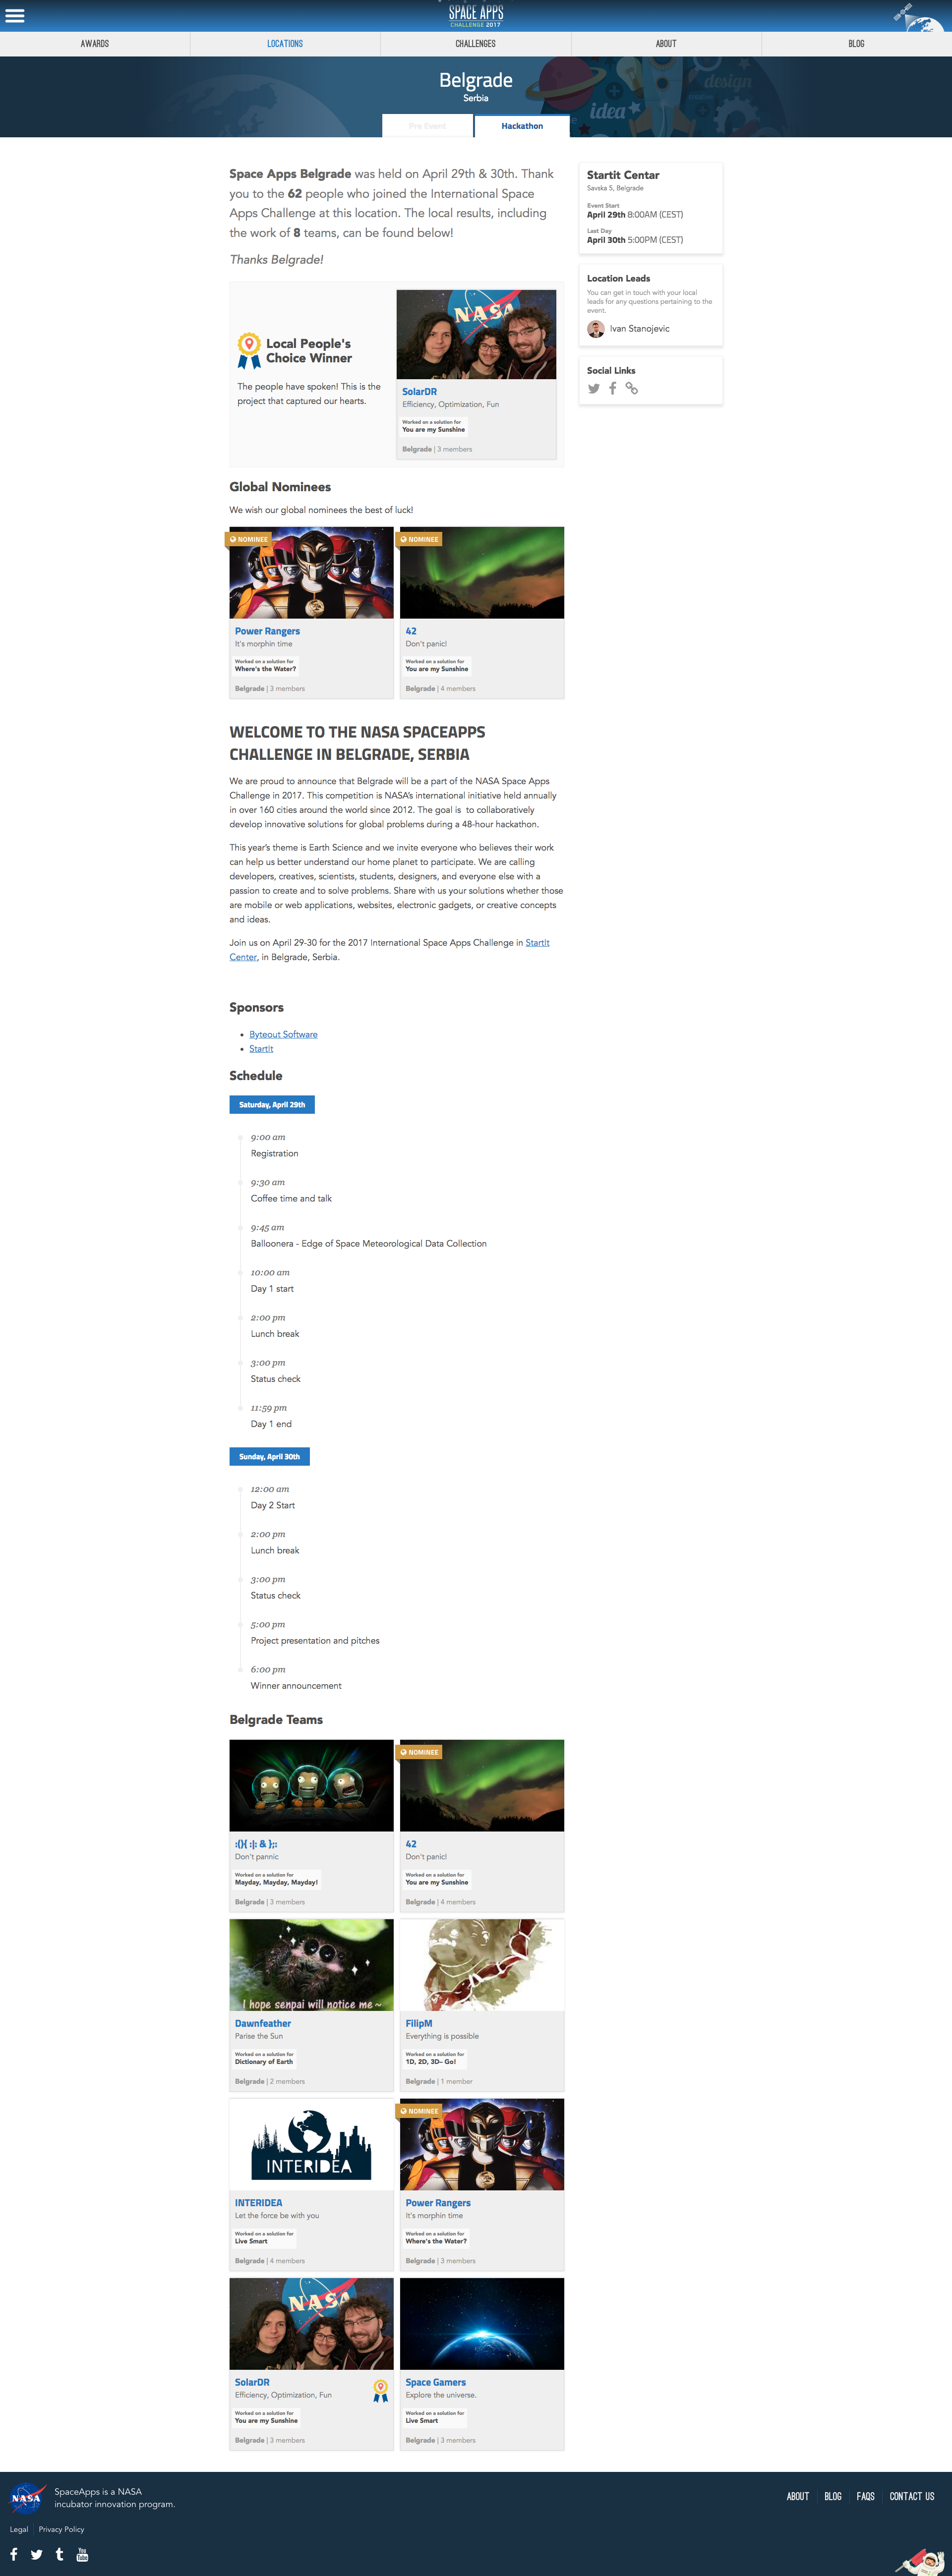 SPACE APPS
CHALLENGE 2017
AWARDS
LOCATIONS
CHALLENGES
ABOUT
BLOG
Belgrade
Serbia
idea
design
Pre Event
Hackathon
Space Apps Belgrade was held on April 29th & 30th. Thank
you to the 62 people who joined the International Space
Apps Challenge at this location. The local results, including
the work of 8 teams, can be found below!
Thanks Belgrade!
Local People's
Choice Winner
The people have spoken! This is the
project that captured our hearts.
NASA
SolarDR
Efficiency, Optimization, Fun
Worked on a solution for
You are my Sunshine
Belgrade | 3 members
Startit Centar
Savska 5, Belgrade
Event Start
April 29th 8:00AM (CEST)
Last Day
April 30th 5:00PM (CEST)
Location Leads
You can get in touch with your local
leads for any questions pertaining to the
event.
Ivan Stanojevic
Social Links
Global Nominees
We wish our global nominees the best of luck!
NOMINEE
Power Rangers
It's morphin time
Worked on a solution for
Where's the Water?
Belgrade | 3 members
NOMINEE
42
Don't panic!
Worked on a solution for
You are my Sunshine
Belgrade | 4 members
WELCOME TO THE NASA SPACEAPPS
CHALLENGE IN BELGRADE, SERBIA
We are proud to announce that Belgrade will be a part of the NASA Space Apps
Challenge in 2017. This competition is NASA's international initiative held annually
in over 160 cities around the world since 2012. The goal is to collaboratively
develop innovative solutions for global problems during a 48-hour hackathon.
This year's theme is Earth Science and we invite everyone who believes their work
can help us better understand our home planet to participate. We are calling
developers, creatives, scientists, students, designers, and everyone else with a
passion to create and to solve problems. Share with us your solutions whether those
are mobile or web applications, websites, electronic gadgets, or creative concepts
and ideas.
Join us on April 29-30 for the 2017 International Space Apps Challenge in StartIt
Center, in Belgrade, Serbia.
Sponsors
Byteout Software
StartIt
Schedule
Saturday, April 29th
9:00 am
Registration
9:30 am
Coffee time and talk
9:45 am
Balloonera - Edge of Space Meteorological Data Collection
10:00 am
Day 1 start
2:00 pm
Lunch break
3:00 pm
Status check
11:59 pm
Day 1 end
Sunday, April 30th
12:00 am
Day 2 Start
2:00 pm
Lunch break
3:00 pm
Status check
5:00 pm
Project presentation and pitches
6:00 pm
Winner announcement
Belgrade Teams
:(){ :|: & };:
Don't pannic
Worked on a solution for
Mayday, Mayday, Mayday!
Belgrade | 3 members
NOMINEE
42
Don't panic!
Worked on a solution for
You are my Sunshine
Belgrade | 4 members
I hope senpai will notice me~
Dawnfeather
Parise the Sun
Worked on a solution for
Dictionary of Earth
Belgrade | 2 members
FilipM
Everything is possible
Worked on a solution for
1D, 2D, 3D– Go!
Belgrade | 1 member
INTERIDEA
INTERIDEA
Let the force be with you
Worked on a solution for
Live Smart
Belgrade | 4 members
NOMINEE
Power Rangers
It's morphin time
Worked on a solution for
Where's the Water?
Belgrade | 3 members
NASA
SolarDR
Efficiency, Optimization, Fun
Worked on a solution for
You are my Sunshine
Belgrade | 3 members
Space Gamers
Explore the universe.
Worked on a solution for
Live Smart
Belgrade | 3 members
NASA
SpaceApps is a NASA
incubator innovation program.
ABOUT
BLOG
FAQS
CONTACT US
Legal
Privacy Policy
You
Tube